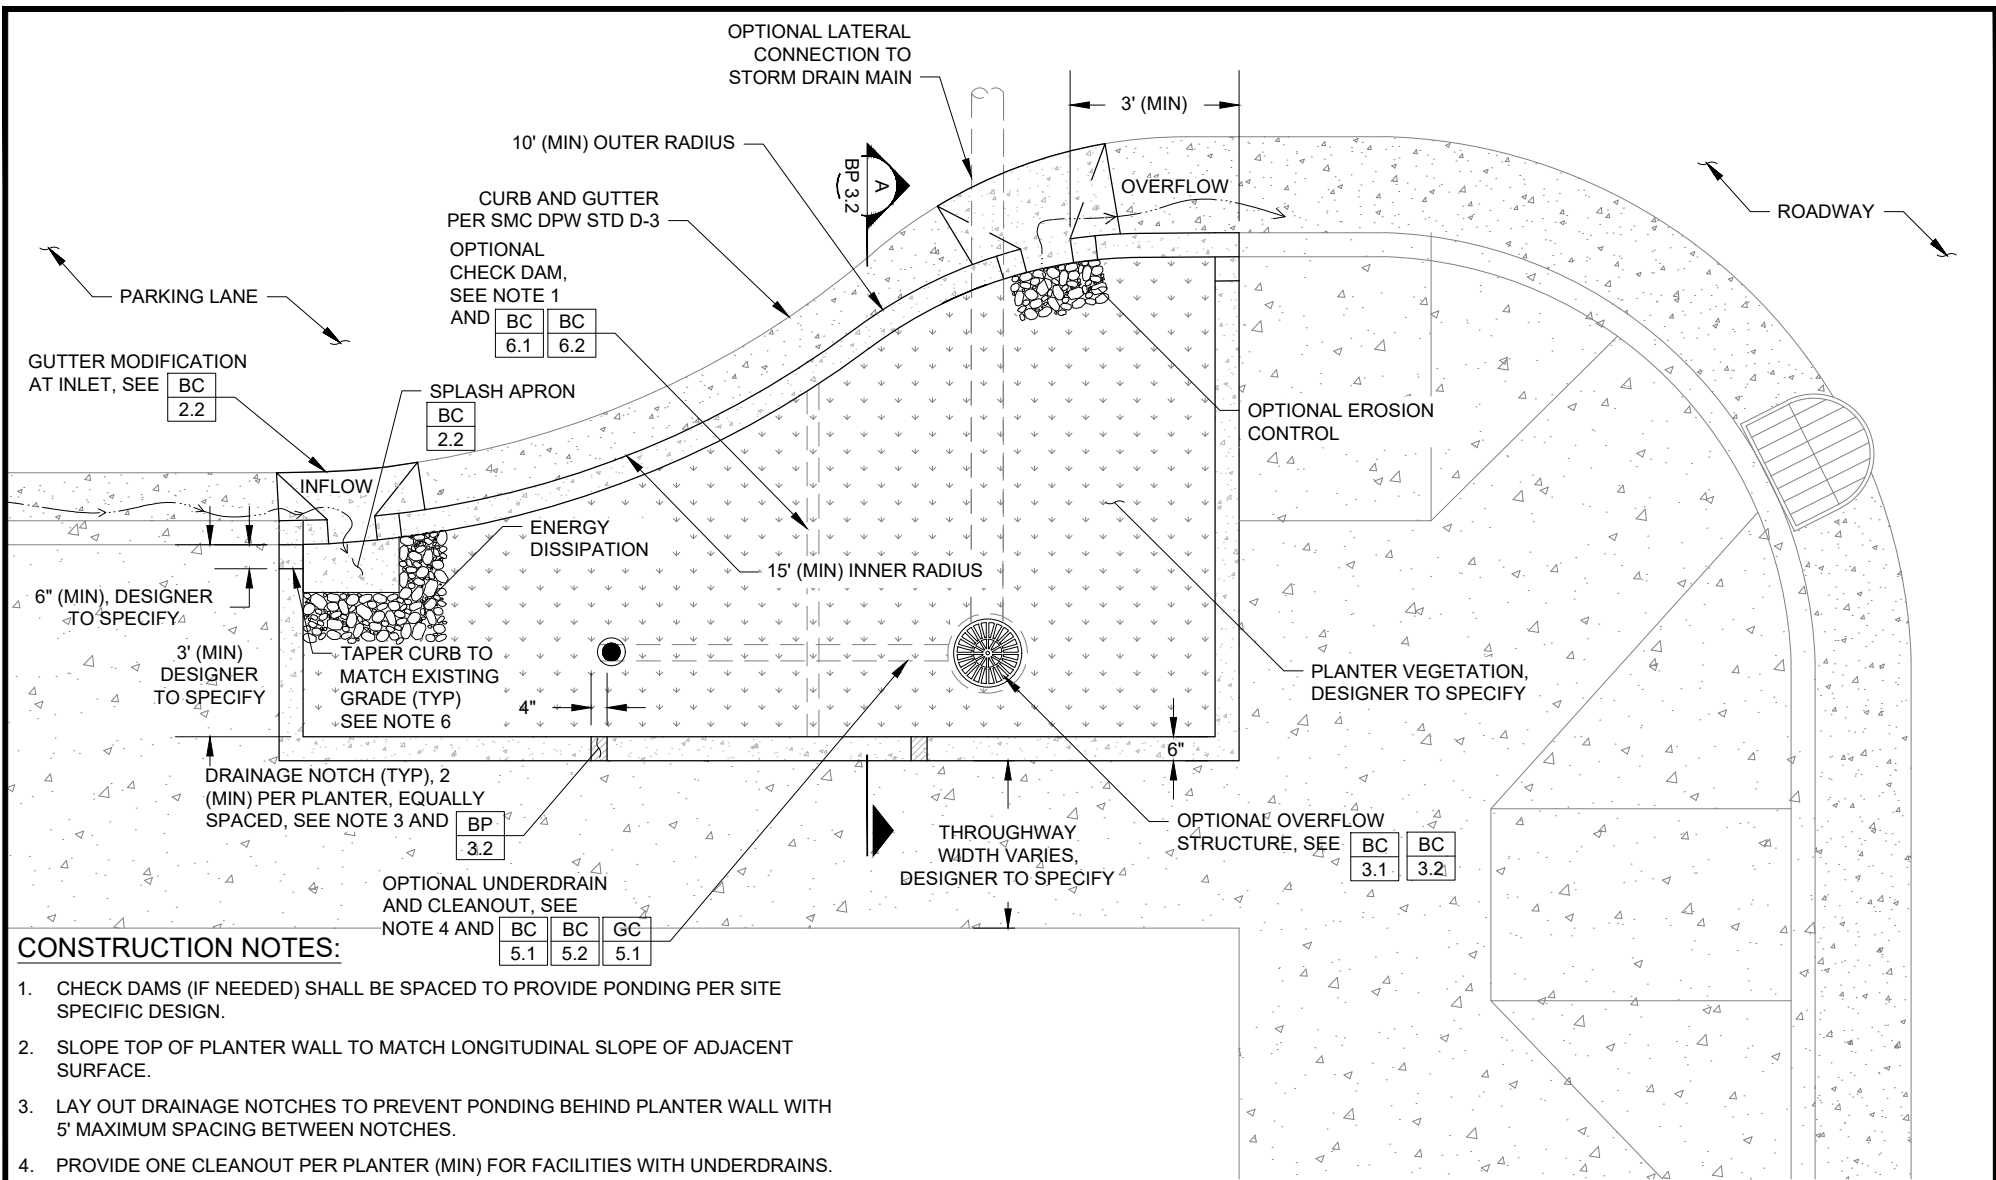 OPTIONAL LATERAL
CONNECTION TO
STORM DRAIN MAIN
3' (MIN)
10' (MIN) OUTER RADIUS
A
BP 3.2
CURB AND GUTTER
PER SMC DPW STD D-3
OVERFLOW
ROADWAY
OPTIONAL
CHECK DAM,
SEE NOTE 1
AND BC 6.1 BC 6.2
PARKING LANE
GUTTER MODIFICATION
AT INLET, SEE BC 2.2
SPLASH APRON
BC 2.2
OPTIONAL EROSION
CONTROL
INFLOW
ENERGY
DISSIPATION
15' (MIN) INNER RADIUS
6" (MIN), DESIGNER
TO SPECIFY
3' (MIN)
DESIGNER
TO SPECIFY
TAPER CURB TO
MATCH EXISTING
GRADE (TYP)
SEE NOTE 6
4"
PLANTER VEGETATION,
DESIGNER TO SPECIFY
6"
DRAINAGE NOTCH (TYP), 2
(MIN) PER PLANTER, EQUALLY
SPACED, SEE NOTE 3 AND BP 3.2
THROUGHWAY
WIDTH VARIES,
DESIGNER TO SPECIFY
OPTIONAL OVERFLOW
STRUCTURE, SEE BC 3.1 BC 3.2
OPTIONAL UNDERDRAIN
AND CLEANOUT, SEE
NOTE 4 AND BC 5.1 BC 5.2 GC 5.1
CONSTRUCTION NOTES:
1. CHECK DAMS (IF NEEDED) SHALL BE SPACED TO PROVIDE PONDING PER SITE
SPECIFIC DESIGN.
2. SLOPE TOP OF PLANTER WALL TO MATCH LONGITUDINAL SLOPE OF ADJACENT
SURFACE.
3. LAY OUT DRAINAGE NOTCHES TO PREVENT PONDING BEHIND PLANTER WALL WITH
5' MAXIMUM SPACING BETWEEN NOTCHES.
4. PROVIDE ONE CLEANOUT PER PLANTER (MIN) FOR FACILITIES WITH UNDERDRAINS.